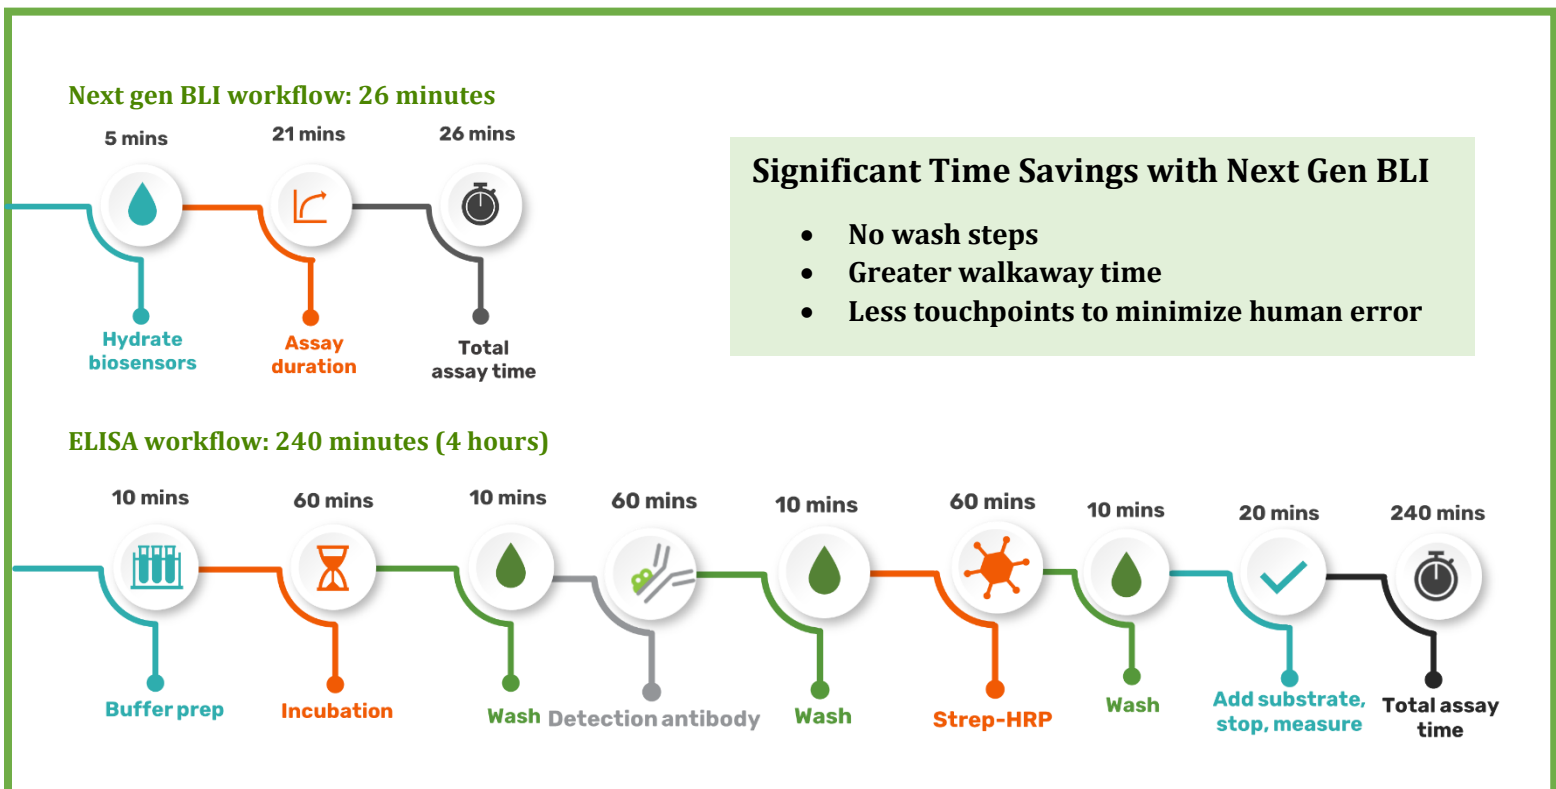 Next gen BLI workflow: 26 minutes
5 mins
21 mins
26 mins
Hydrate
biosensors
Assay
duration
Total
assay time
Significant Time Savings with Next Gen BLI
• No wash steps
• Greater walkaway time
• Less touchpoints to minimize human error
ELISA workflow: 240 minutes (4 hours)
10 mins
60 mins
10 mins
60 mins
10 mins
60 mins
10 mins
20 mins
240 mins
Buffer prep
Incubation
Wash
Detection antibody
Wash
Strep-HRP
Wash
Add substrate,
stop, measure
Total assay
time